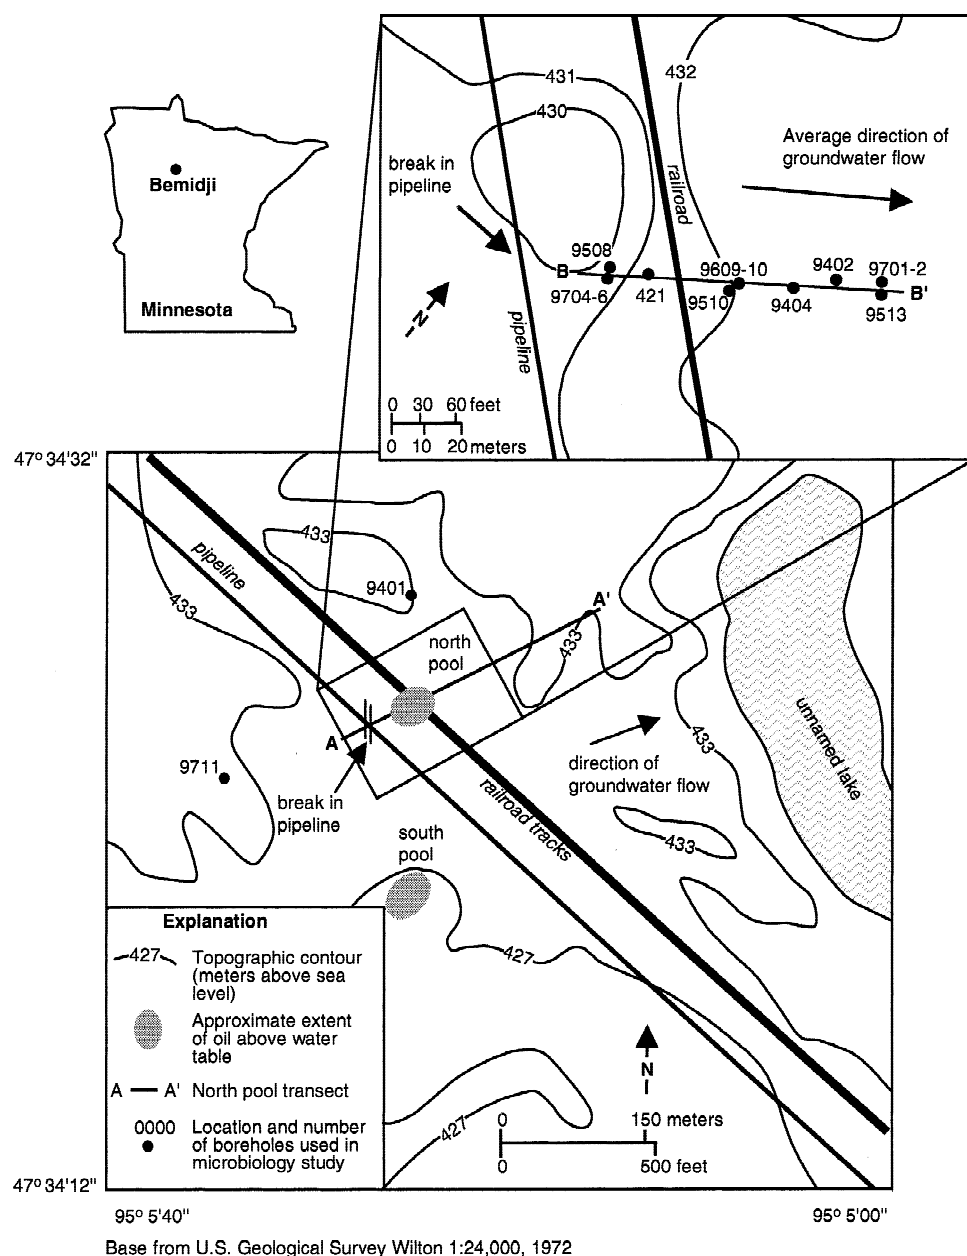 Bemidji
Minnesota
431
430
432
break in
pipeline
railroad
Average direction of
groundwater flow
9508
B
9704-6
421
9609-10
9510
9404
9402
9701-2
B'
9513
N
pipeline
0 30 60 feet
0 10 20 meters
47° 34'32"
433
pipeline
9401
433
A'
433
north
pool
unnamed lake
A
433
9711
direction of
groundwater flow
break in
pipeline
railroad tracks
433
south
pool
427
Explanation
427
Topographic contour
(meters above sea
level)
Approximate extent
of oil above water
table
A A' North pool transect
0000 Location and number
of boreholes used in
microbiology study
N
427
0 150 meters
0 500 feet
47° 34'12"
95° 5'40" 95° 5'00"
Base from U.S. Geological Survey Wilton 1:24,000, 1972